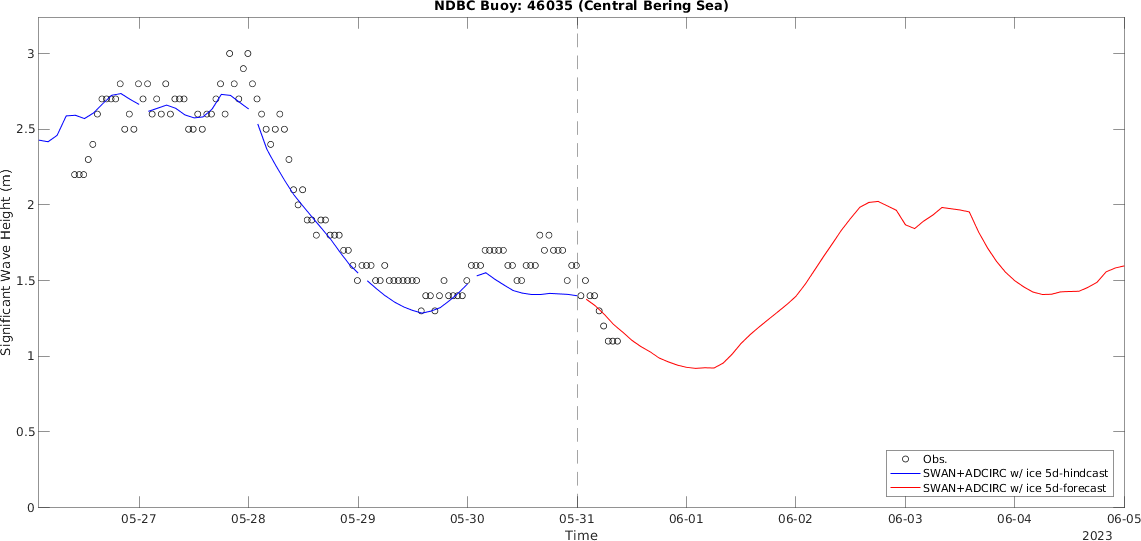 NDBC Buoy: 46035 (Central Bering Sea)
Significant Wave Height (m)
3
2.5
2
1.5
1
0.5
0
Obs.
SWAN+ADCIRC w/ ice 5d-hindcast
SWAN+ADCIRC w/ ice 5d-forecast
05-27 05-28 05-29 05-30 05-31 06-01 06-02 06-03 06-04 06-05
Time
2023